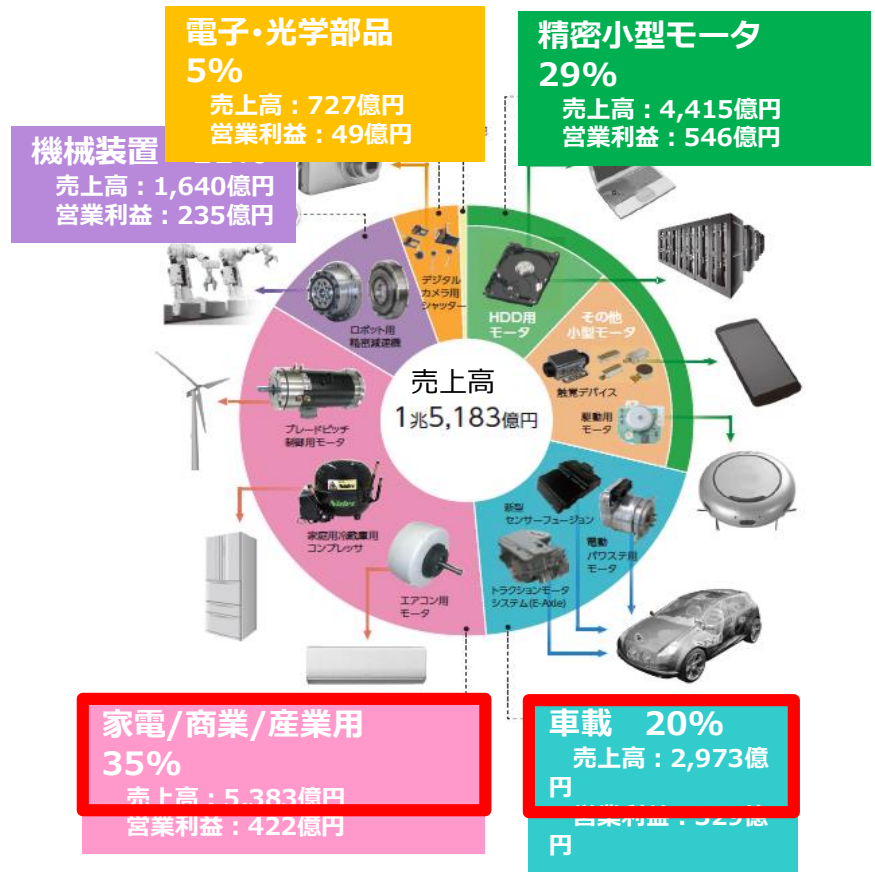 電子・光学部品
5%
売上高：727億円
営業利益：49億円
精密小型モータ
29%
売上高：4,415億円
営業利益：546億円
機械装置
売上高：1,640億円
営業利益：235億円
デジタル
カメラ用
シャッター
HDD用
モータ
その他
小型モータ
ロボット用
精密減速機
触覚デバイス
売上高
1兆5,183億円
駆動用
モータ
ブレードピッチ
制御用モータ
新型
センサーフュージョン
電動
パワステ用
モータ
家庭用冷蔵庫用
コンプレッサ
トラクションモータ
システム(E-Axle)
エアコン用
モータ
家電/商業/産業用
35%
売上高：5,383億円
営業利益：422億円
車載　20%
売上高：2,973億
円
営業利益：329億
円